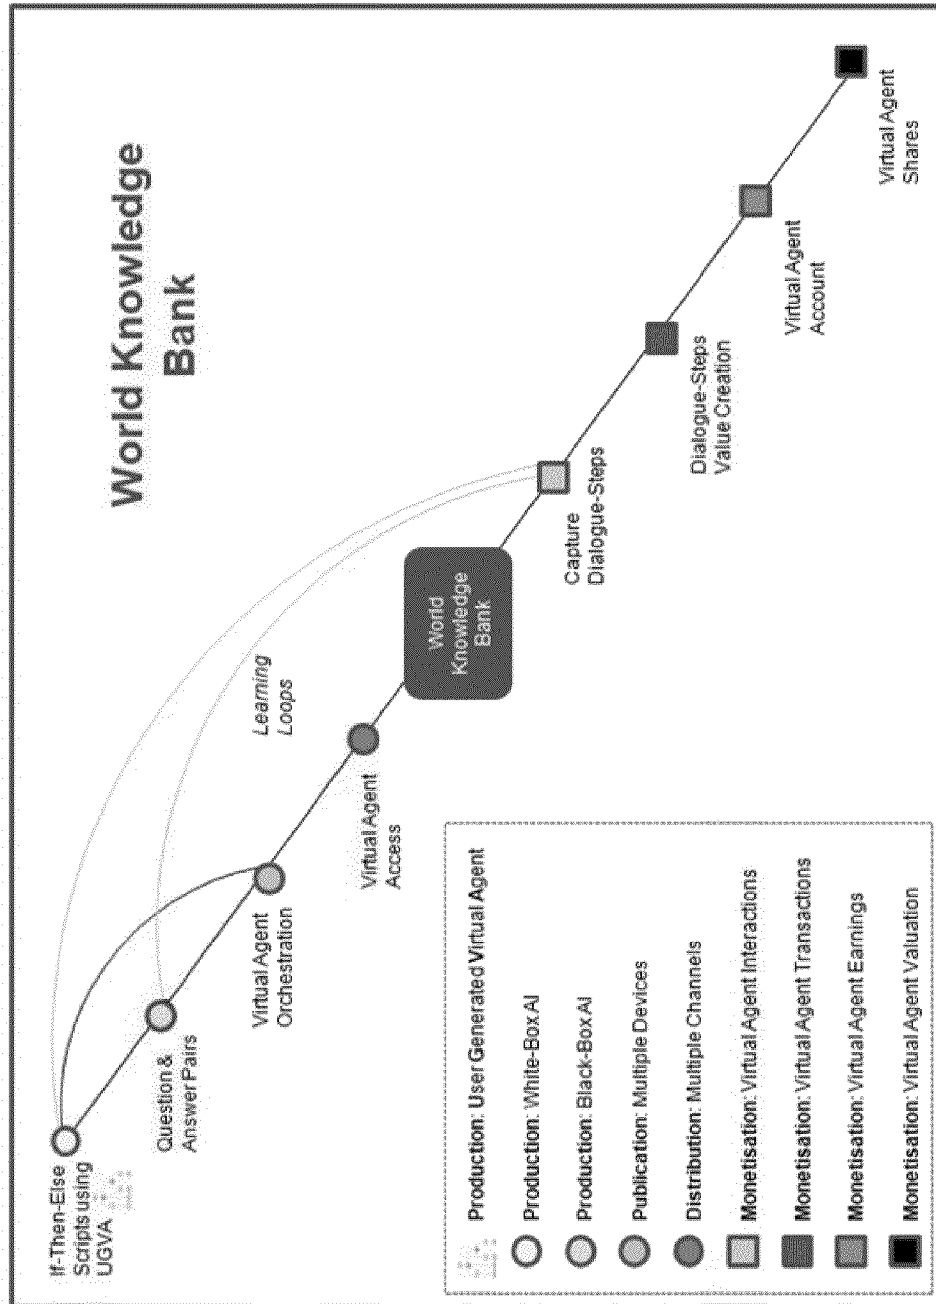 World Knowledge
Bank
If-Then-Else
Scripts using
UGVA
Question &
Answer Pairs
Virtual Agent
Orchestration
Virtual Agent
Access
Learning
Loops
World
Knowledge
Bank
Capture
Dialogue-Steps
Dialogue-Steps
Value Creation
Virtual Agent
Account
Virtual Agent
Shares
Production: User Generated Virtual Agent
Production: White-Box AI
Production: Black-Box AI
Publication: Multiple Devices
Distribution: Multiple Channels
Monetisation: Virtual Agent Interactions
Monetisation: Virtual Agent Transactions
Monetisation: Virtual Agent Earnings
Monetisation: Virtual Agent Valuation